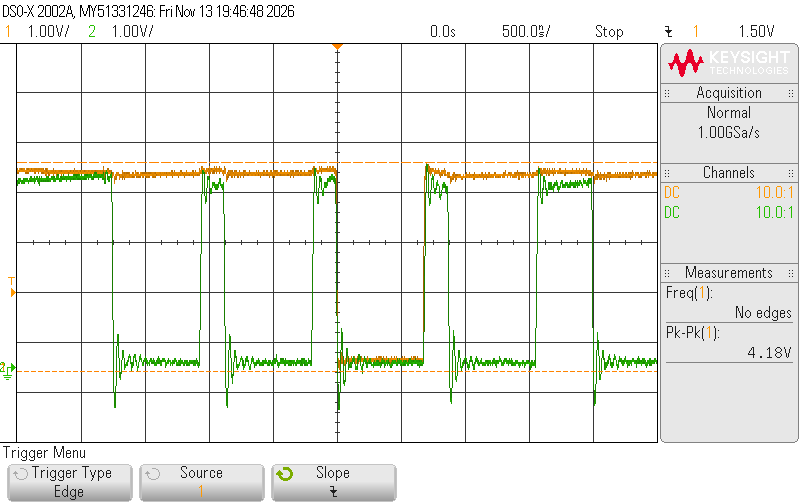 DSO-X 2002A, MY51331246: Fri Nov 13 19:46:48 2026
1 1.00V/ 2 1.00V/ 0.0s 500.0ns/ Stop 1 1.50V
KEYSIGHT
TECHNOLOGIES
Acquisition
Normal
1.00GSa/s
Channels
DC 10.0:1
DC 10.0:1
Measurements
Freq(1):
No edges
Pk-Pk(1):
4.18V
T
2
Trigger Menu
Trigger Type
Edge
Source
1
Slope